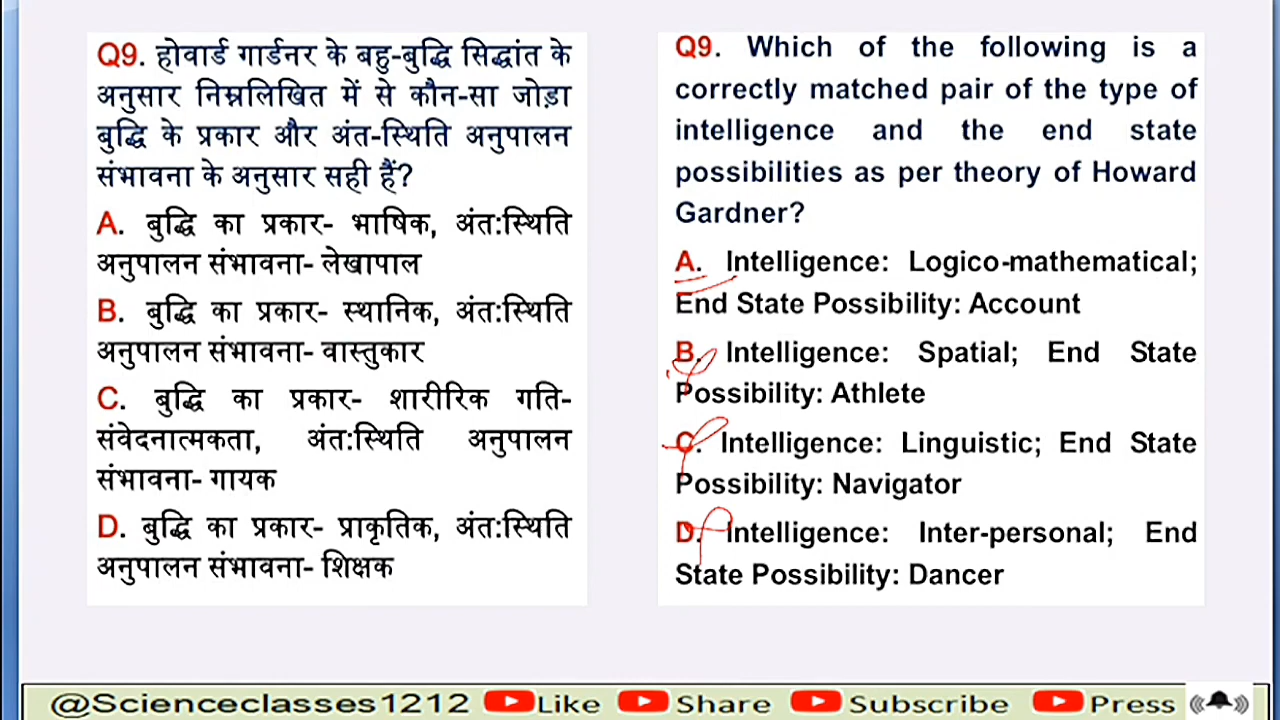 Q9. होवार्ड गार्डनर के बहु-बुद्धि सिद्धांत के
अनुसार निम्नलिखित में से कौन-सा जोड़ा
बुद्धि के प्रकार और अंत-स्थिति अनुपालन
संभावना के अनुसार सही हैं?
A. बुद्धि का प्रकार- भाषिक, अंत:स्थिति
अनुपालन संभावना- लेखापाल
B. बुद्धि का प्रकार- स्थानिक, अंत:स्थिति
अनुपालन संभावना- वास्तुकार
C. बुद्धि का प्रकार- शारीरिक गति-
संवेदनात्मकता, अंत:स्थिति अनुपालन
संभावना- गायक
D. बुद्धि का प्रकार- प्राकृतिक, अंत:स्थिति
अनुपालन संभावना- शिक्षक
Q9. Which of the following is a
correctly matched pair of the type of
intelligence and the end state
possibilities as per theory of Howard
Gardner?
A. Intelligence: Logico-mathematical;
End State Possibility: Account
B. Intelligence: Spatial; End State
Possibility: Athlete
C. Intelligence: Linguistic; End State
Possibility: Navigator
D. Intelligence: Inter-personal; End
State Possibility: Dancer
@Scienceclasses1212 Like Share Subscribe Press